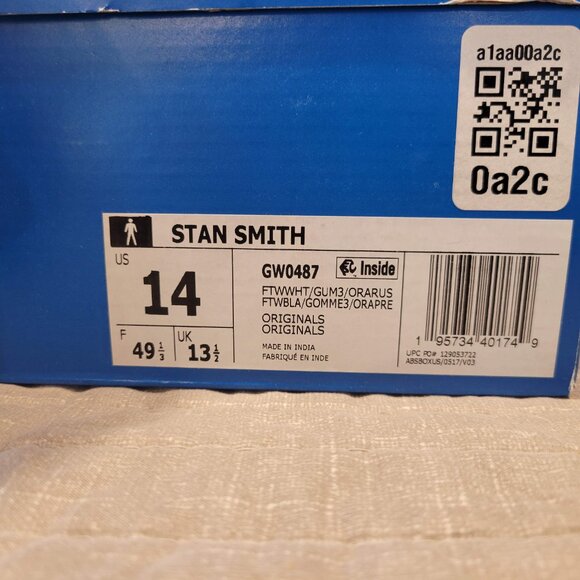 a1aa00a2c
0a2c
STAN SMITH
US
14
F
49 1/3
UK
13 1/2
GW0487
Inside
FTWWHT/GUM3/ORARUS
FTWBLA/GOMME3/ORAPRE
ORIGINALS
ORIGINALS
MADE IN INDIA
FABRIQUÉ EN INDE
1 95734 40174 9
UPC PO# 129053722
ABSBOXUS/0517/V03